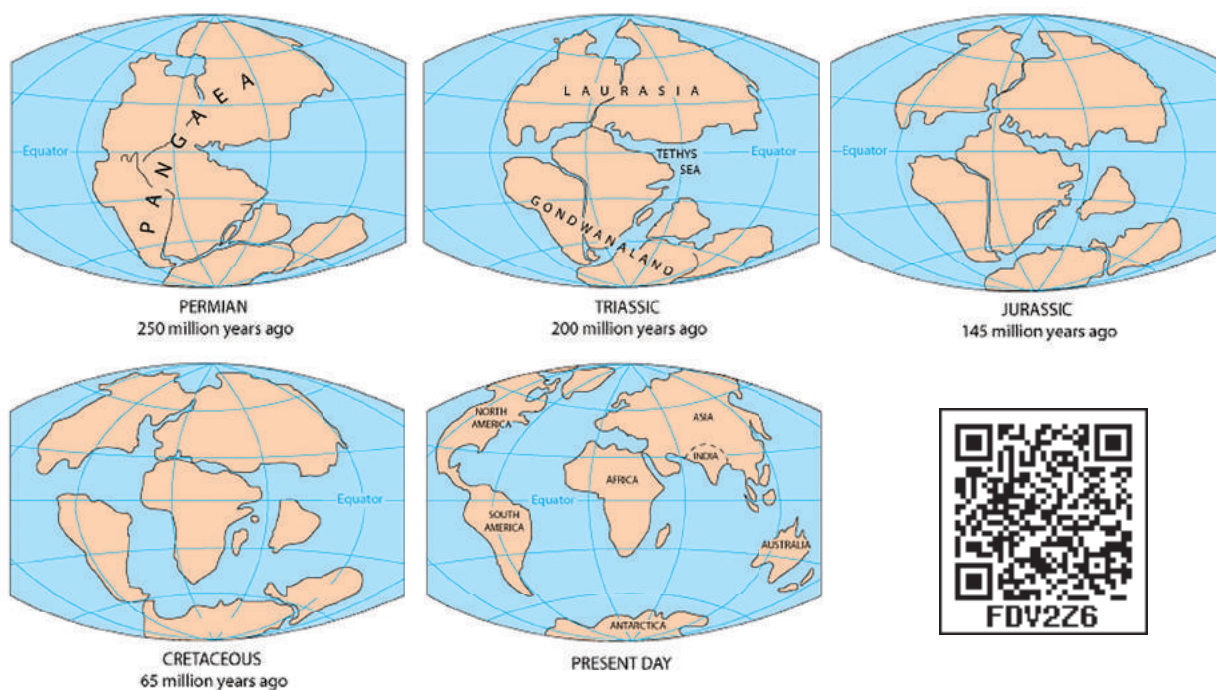 Equator
PANGAEA
PERMIAN
250 million years ago
LAURASIA
TETHYS
SEA
Equator
GONDWANALAND
TRIASSIC
200 million years ago
Equator
JURASSIC
145 million years ago
Equator
CRETACEOUS
65 million years ago
NORTH
AMERICA
ASIA
INDIA
AFRICA
Equator
SOUTH
AMERICA
AUSTRALIA
ANTARCTICA
PRESENT DAY
FDV2Z6